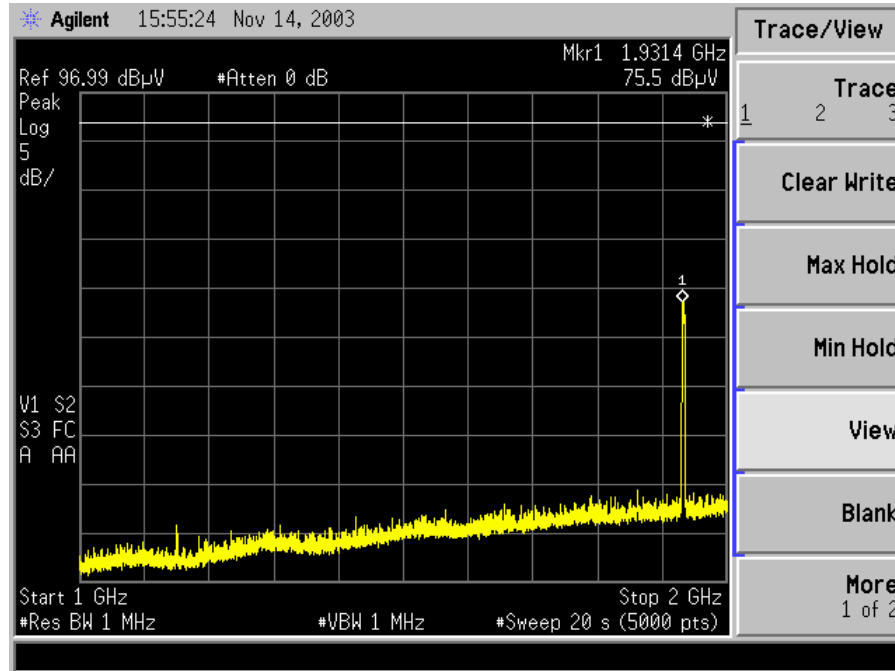 Agilent 15:55:24 Nov 14, 2003
Mkr1 1.9314 GHz
Ref 96.99 dBµV #Atten 0 dB 75.5 dBµV
Peak
Log
5
dB/
1
V1 S2
S3 FC
A AA
Start 1 GHz Stop 2 GHz
#Res BW 1 MHz #VBW 1 MHz #Sweep 20 s (5000 pts)
Trace/View
Trace
1 2 3
Clear Write
Max Hold
Min Hold
View
Blank
More
1 of 2